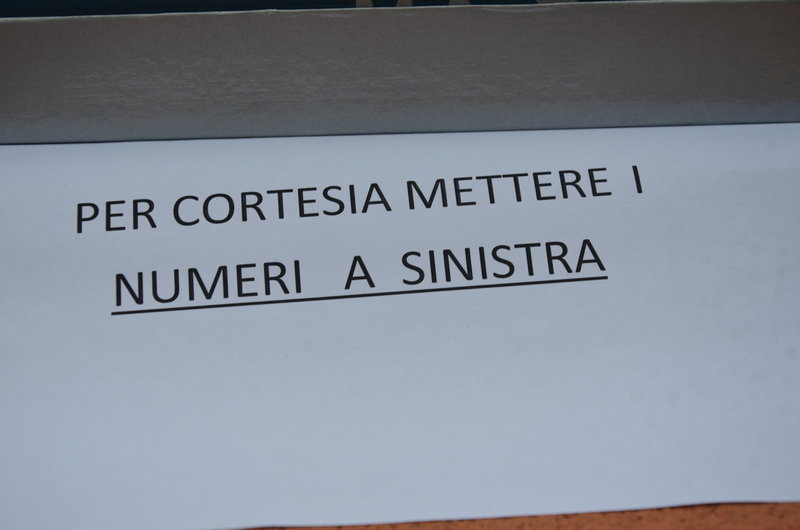 PER CORTESIA METTERE I
NUMERI A SINISTRA